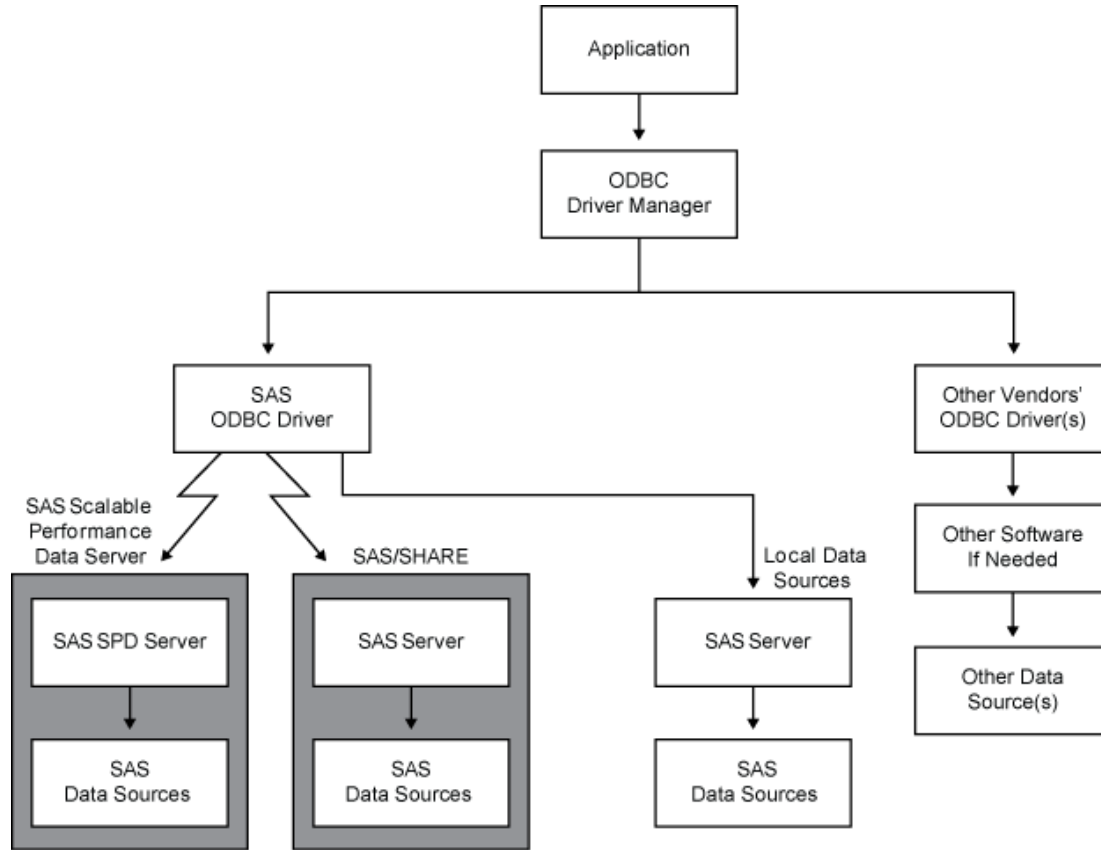 Application
ODBC
Driver Manager
SAS
ODBC Driver
Other Vendors'
ODBC Driver(s)
SAS Scalable
Performance
Data Server
SAS/SHARE
Local Data
Sources
Other Software
If Needed
SAS SPD Server
SAS Server
SAS Server
Other Data
Source(s)
SAS
Data Sources
SAS
Data Sources
SAS
Data Sources